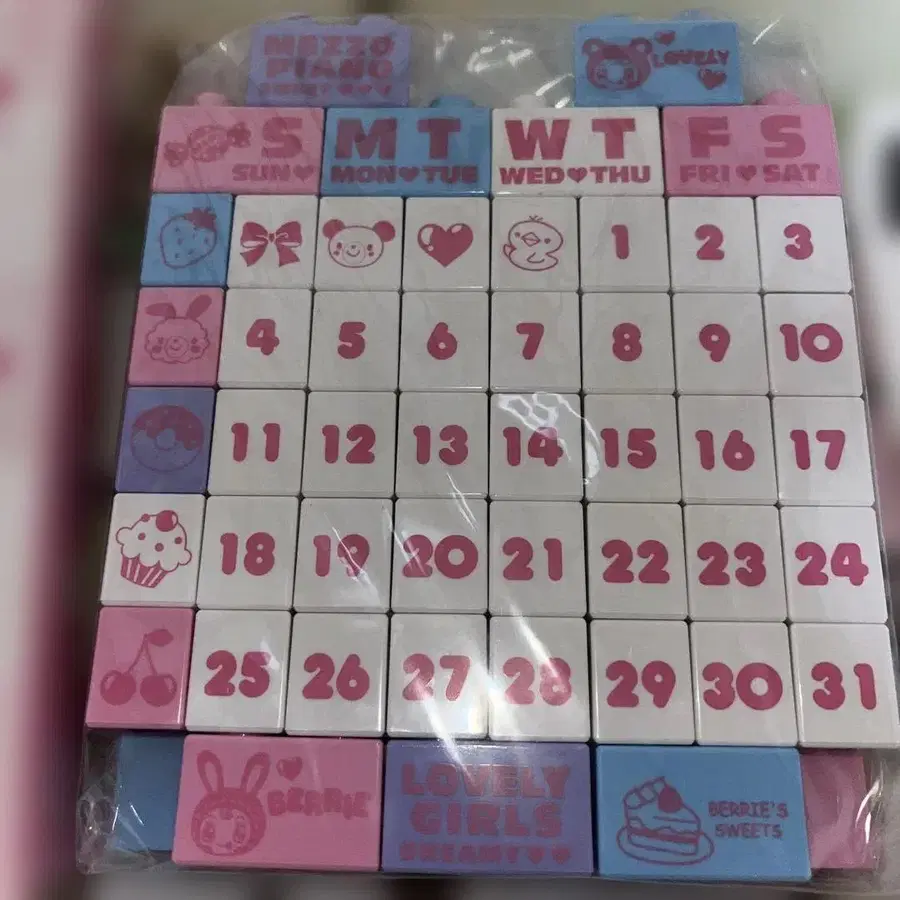 MEZZO
PIANO
LOVELY
S M T W T F S
SUN♥ MON♥TUE WED♥THU FRI♥SAT
1 2 3
4 5 6 7 8 9 10
11 12 13 14 15 16 17
18 19 20 21 22 23 24
25 26 27 28 29 30 31
BERRIE
LOVELY
GIRLS
DREAMY♥♥
BERRIE'S
SWEETS